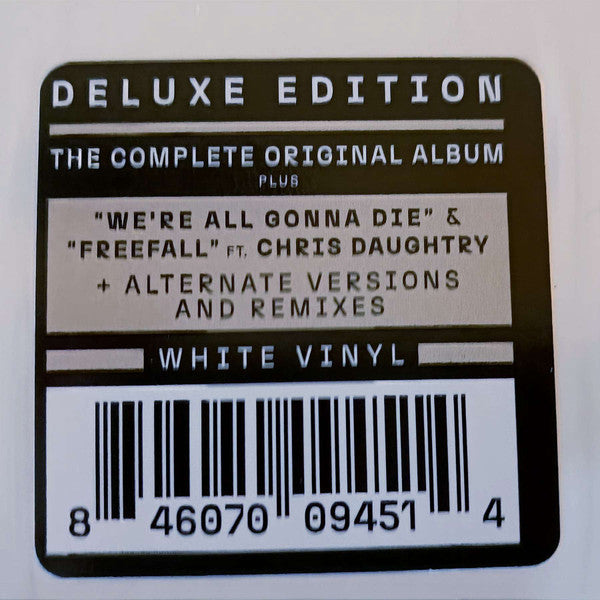 DELUXE EDITION
THE COMPLETE ORIGINAL ALBUM
PLUS
"WE'RE ALL GONNA DIE" &
"FREEFALL" FT. CHRIS DAUGHTRY
+ ALTERNATE VERSIONS
AND REMIXES
WHITE VINYL
8 46070 09451 4